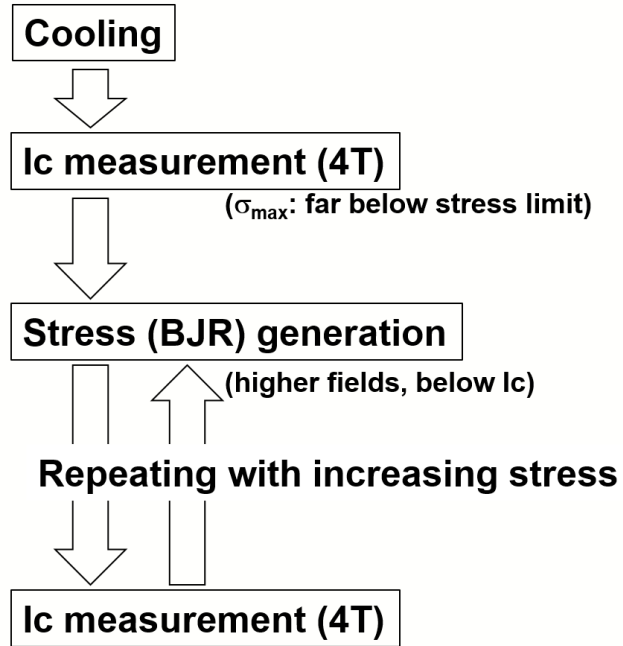 Cooling
Ic measurement (4T)
(σmax: far below stress limit)
Stress (BJR) generation
(higher fields, below Ic)
Repeating with increasing stress
Ic measurement (4T)